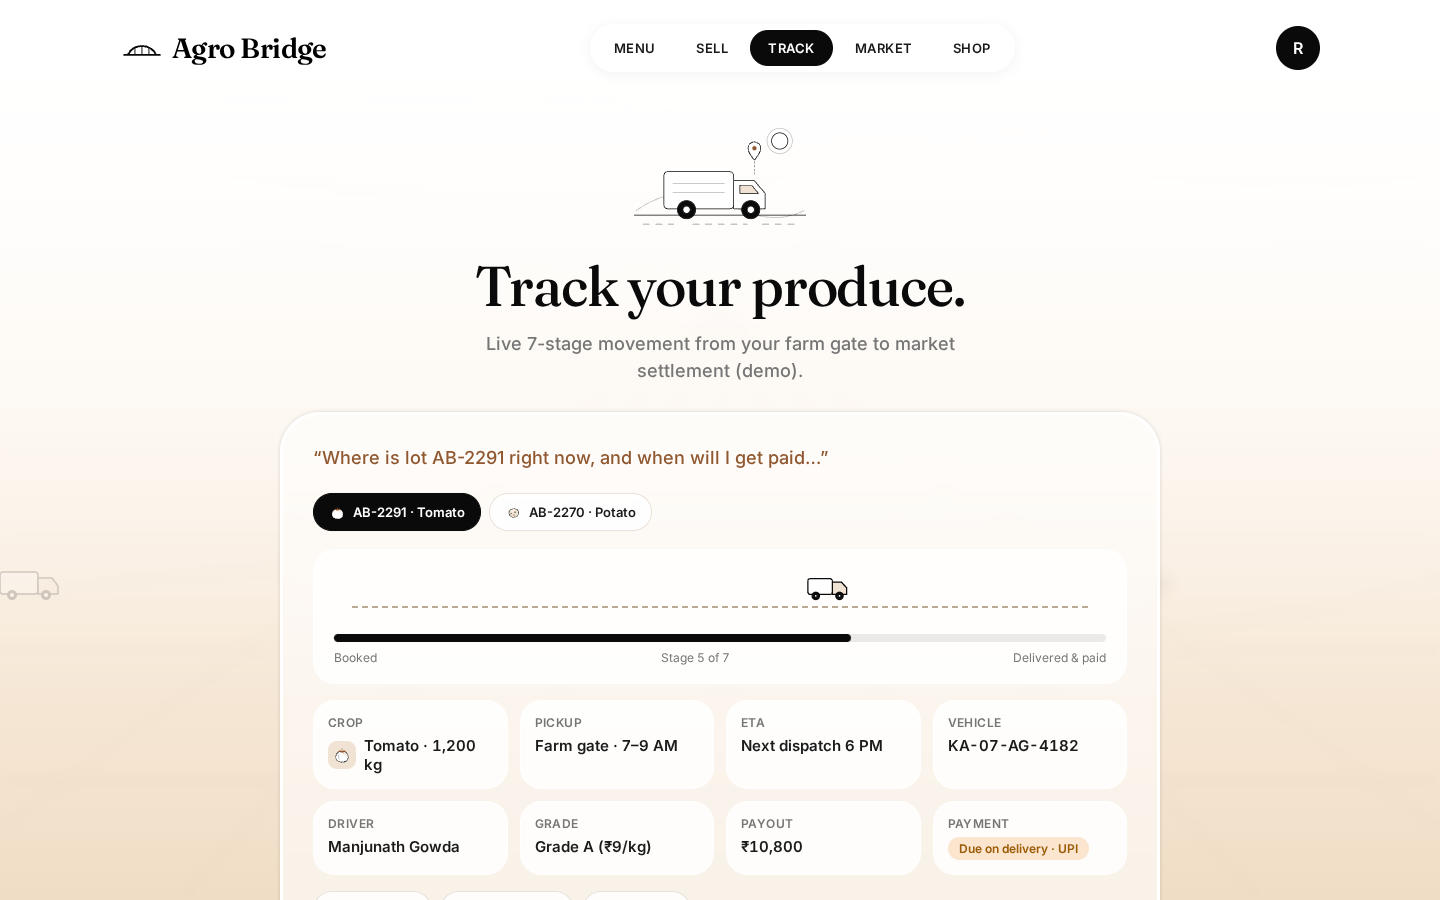 Agro Bridge
MENU
SELL
TRACK
MARKET
SHOP
R
Track your produce.
Live 7-stage movement from your farm gate to market
settlement (demo).
“Where is lot AB-2291 right now, and when will I get paid…”
AB-2291 · Tomato
AB-2270 · Potato
Booked
Stage 5 of 7
Delivered & paid
CROP
Tomato · 1,200
kg
PICKUP
Farm gate · 7–9 AM
ETA
Next dispatch 6 PM
VEHICLE
KA-07-AG-4182
DRIVER
Manjunath Gowda
GRADE
Grade A (₹9/kg)
PAYOUT
₹10,800
PAYMENT
Due on delivery · UPI